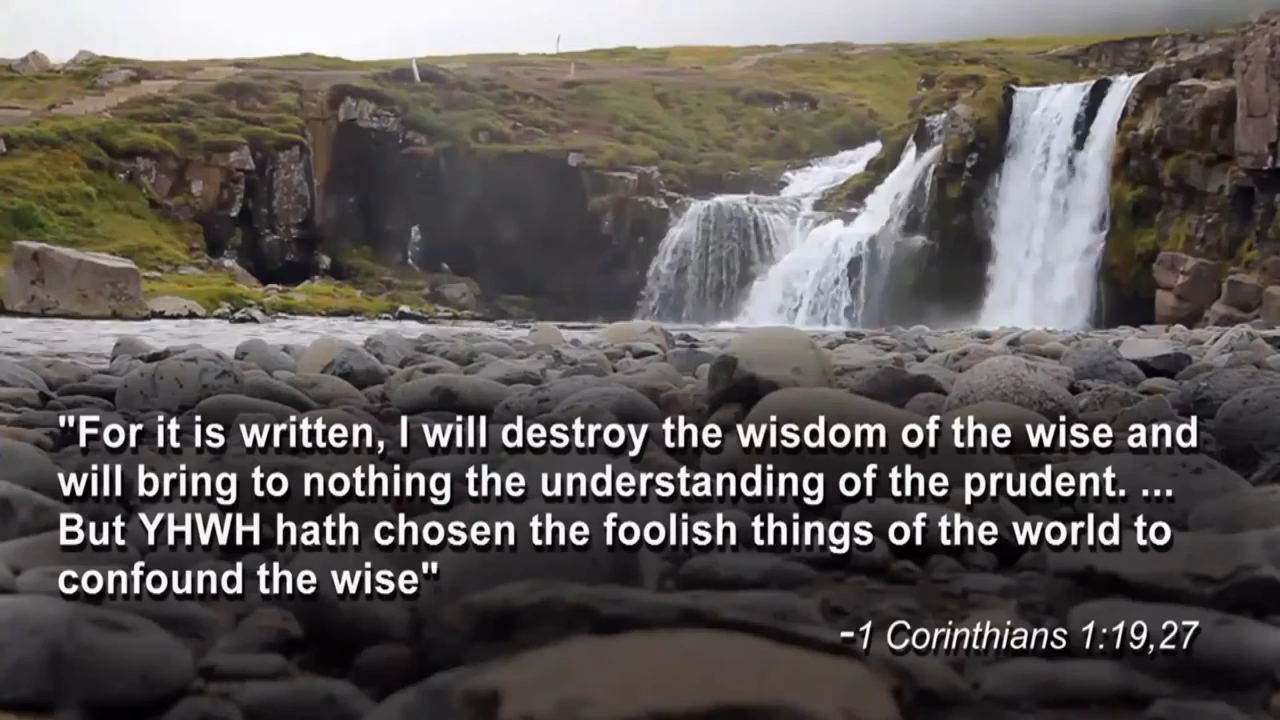 "For it is written, I will destroy the wisdom of the wise and
will bring to nothing the understanding of the prudent. ...
But YHWH hath chosen the foolish things of the world to
confound the wise"
-1 Corinthians 1:19,27